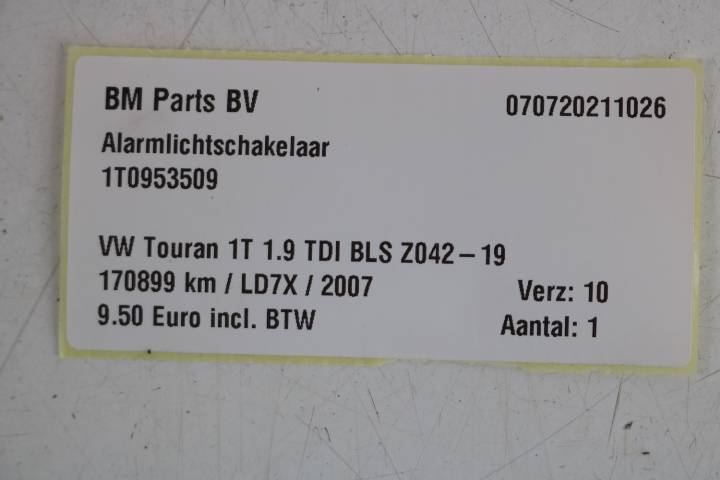 BM Parts BV 070720211026
Alarmlichtschakelaar
1T0953509
VW Touran 1T 1.9 TDI BLS Z042-19
170899 km / LD7X / 2007 Verz: 10
9.50 Euro incl. BTW Aantal: 1